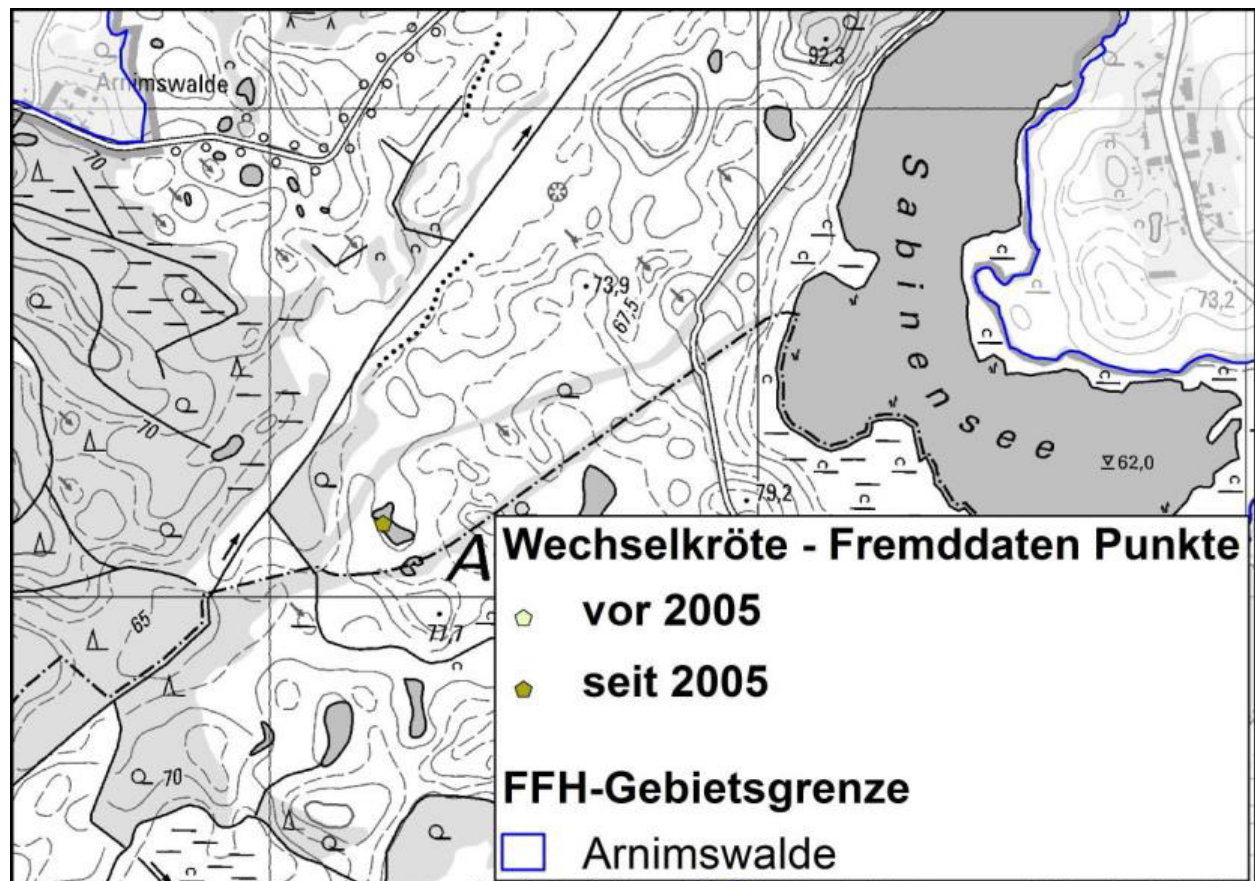 92,3
Arnimswalde
70
Sabinensee
73,9
67,5
73,2
70
62,0
79,2
A
65
77,7
70
Wechselkröte - Fremddaten Punkte
vor 2005
seit 2005
FFH-Gebietsgrenze
Arnimswalde